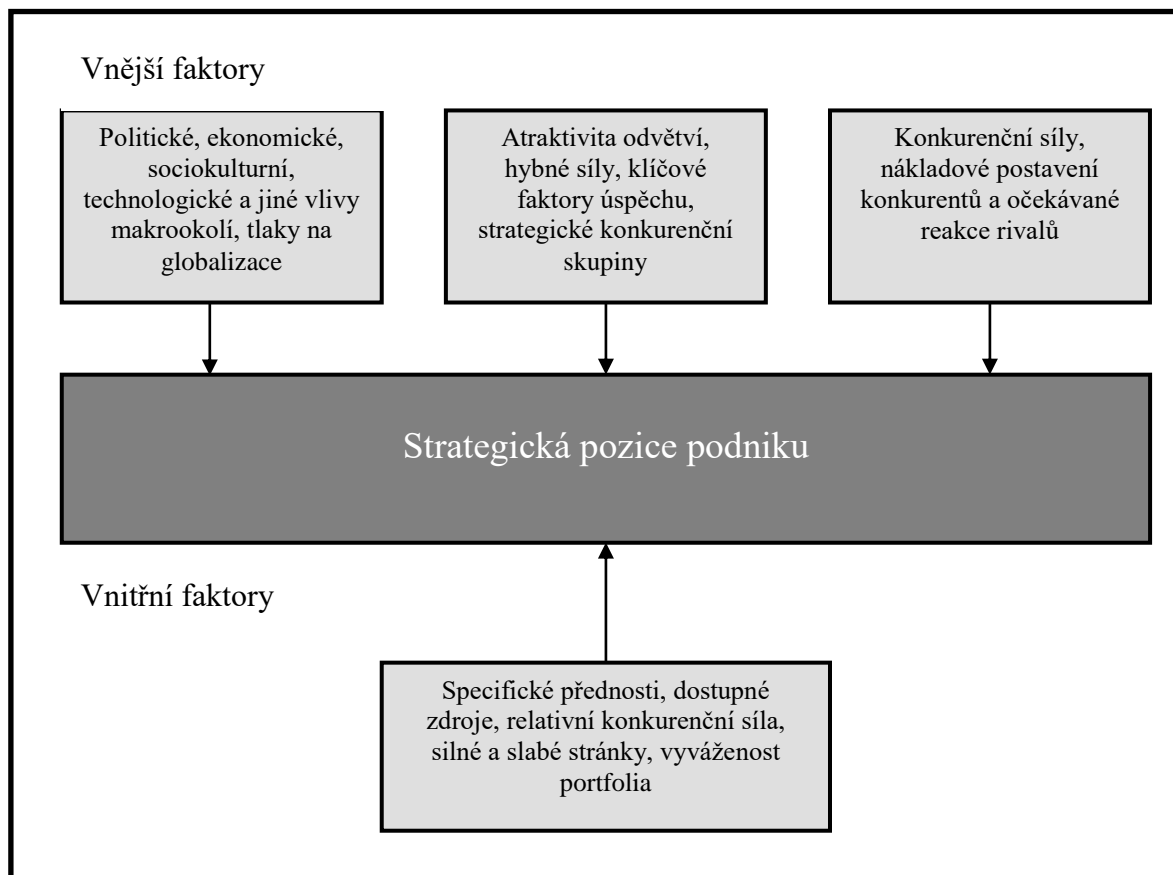 Vnější faktory
Politické, ekonomické,
sociokulturní,
technologické a jiné vlivy
makrookolí, tlaky na
globalizace
Atraktivita odvětví,
hybné síly, klíčové
faktory úspěchu,
strategické konkurenční
skupiny
Konkurenční síly,
nákladové postavení
konkurentů a očekávané
reakce rivalů
Strategická pozice podniku
Vnitřní faktory
Specifické přednosti, dostupné
zdroje, relativní konkurenční síla,
silné a slabé stránky, vyváženost
portfolia